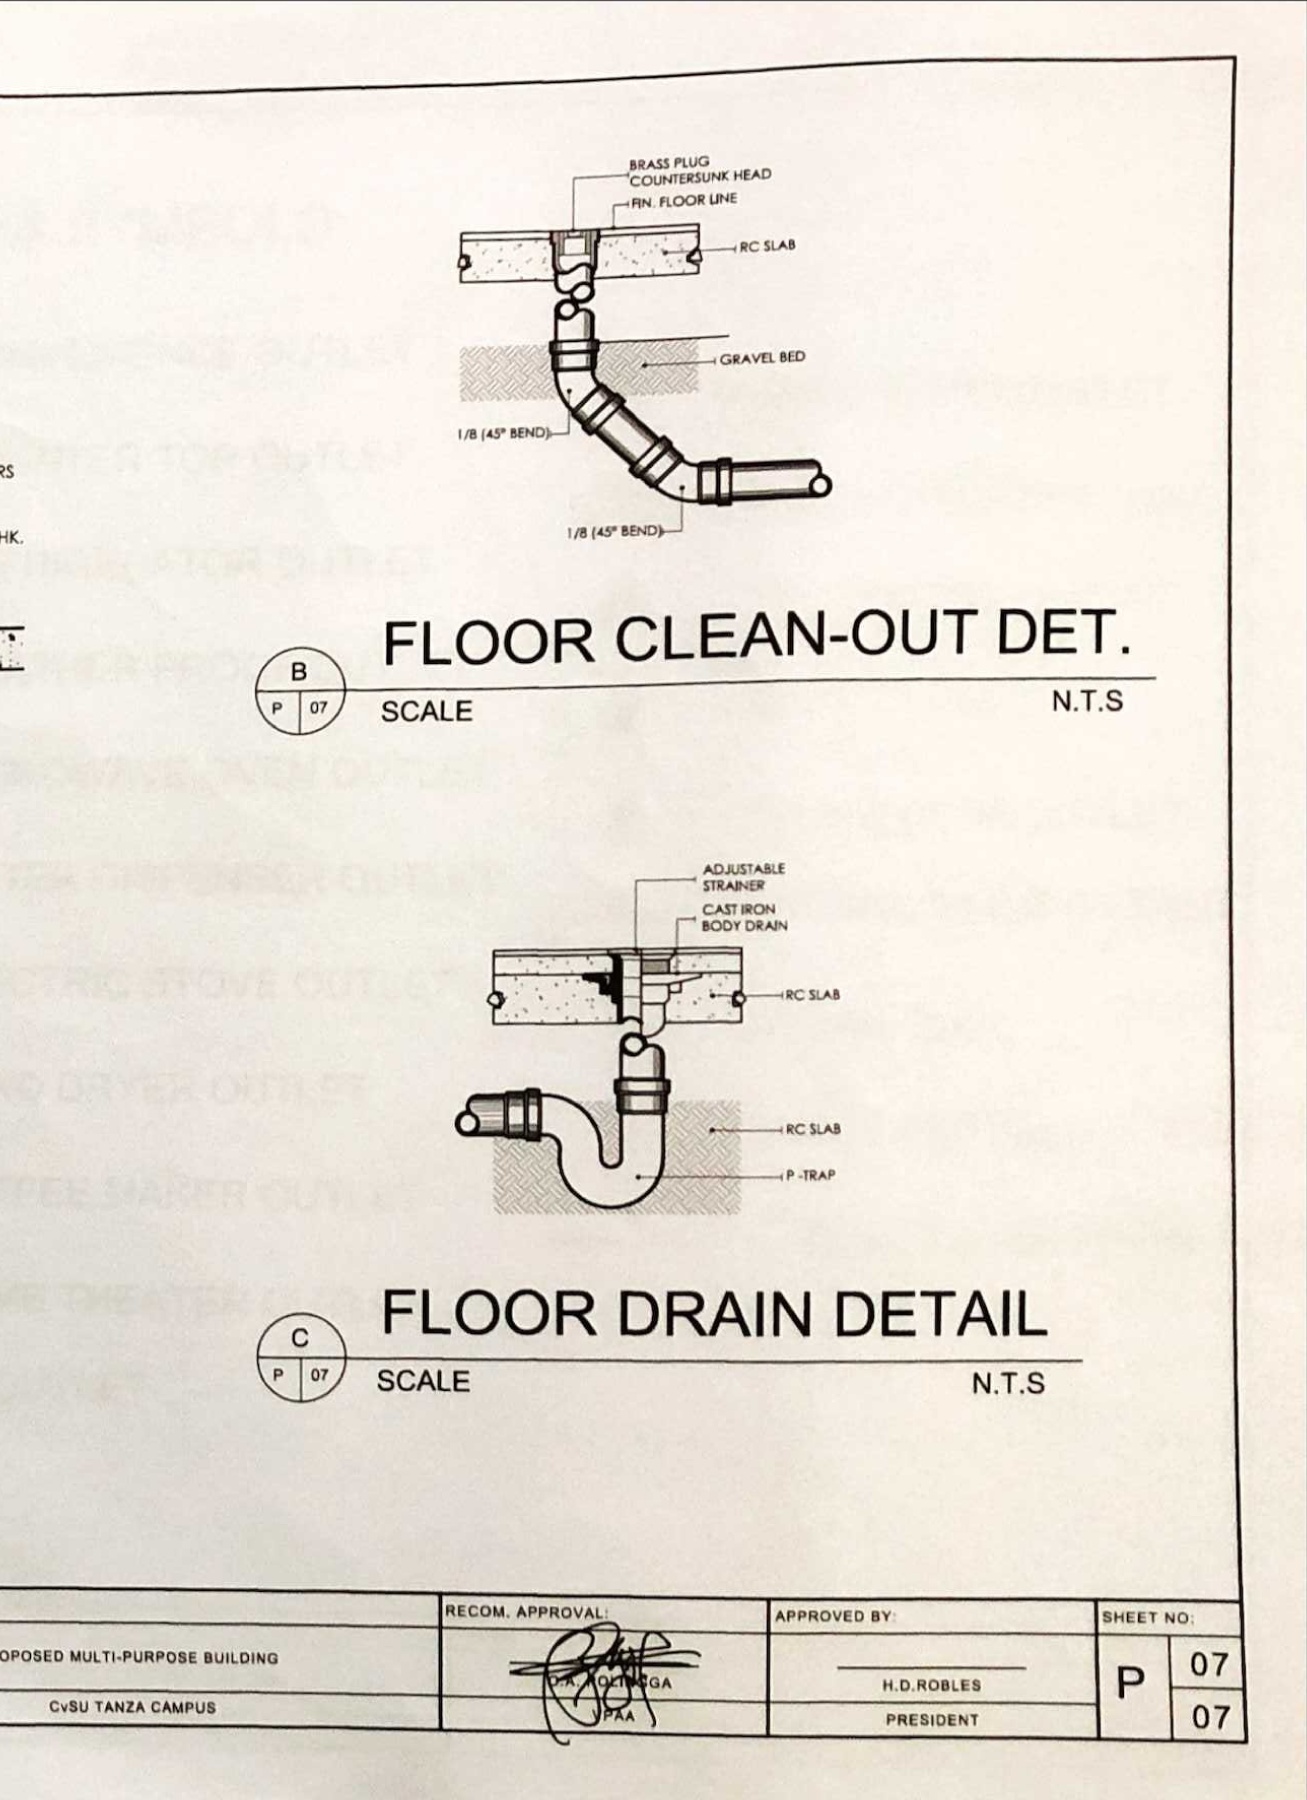 BRASS PLUG
COUNTERSUNK HEAD
FIN. FLOOR LINE
RC SLAB
GRAVEL BED
1/8 (45° BEND)
1/8 (45° BEND)
RS
HK.
FLOOR CLEAN-OUT DET.
B
P 07
SCALE N.T.S
ADJUSTABLE
STRAINER
CAST IRON
BODY DRAIN
RC SLAB
RC SLAB
P -TRAP
FLOOR DRAIN DETAIL
C
P 07
SCALE N.T.S
OPOSED MULTI-PURPOSE BUILDING
CvSU TANZA CAMPUS
RECOM. APPROVAL:
VPAA
APPROVED BY:
H.D.ROBLES
PRESIDENT
SHEET NO:
P 07
07